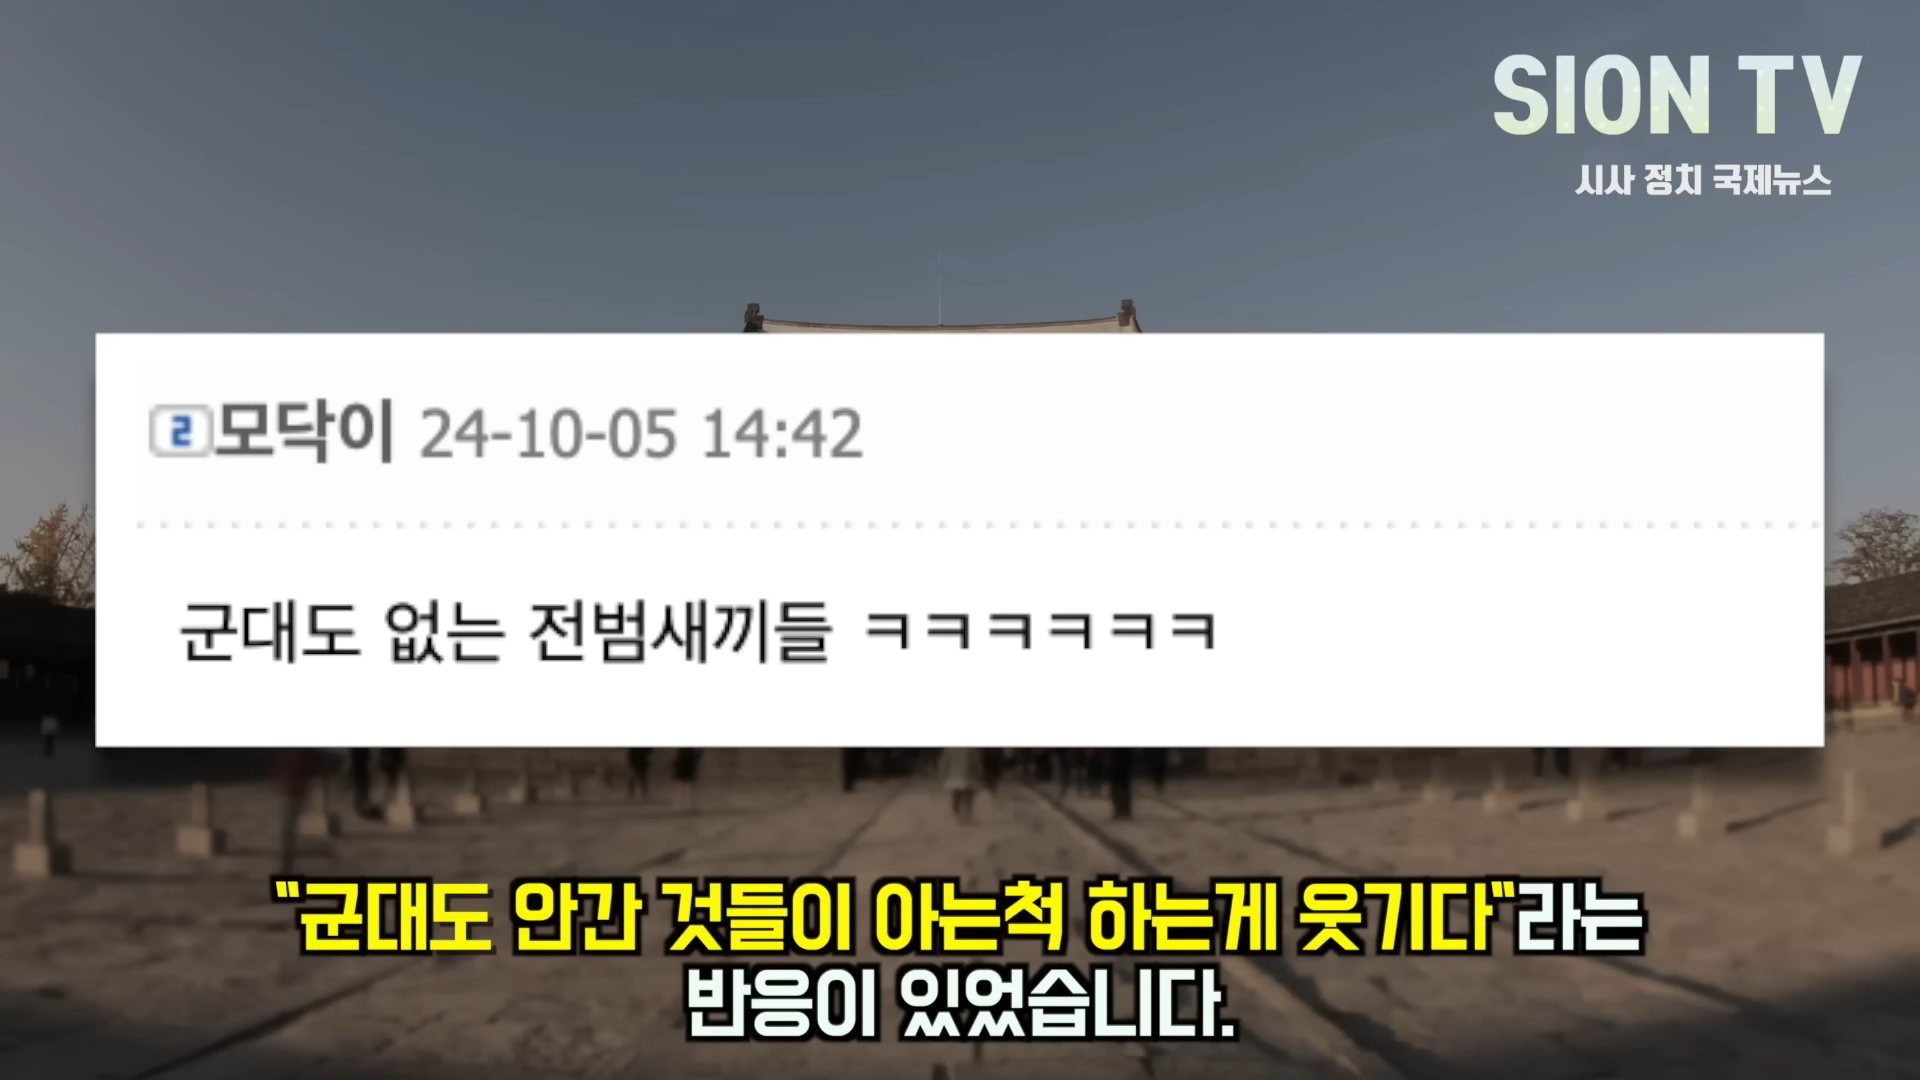 SION TV
시사 정치 국제뉴스
2 모닥이 24-10-05 14:42
군대도 없는 전범새끼들 ㅋㅋㅋㅋㅋㅋ
"군대도 안간 것들이 아는척 하는게 웃기다"라는
반응이 있었습니다.